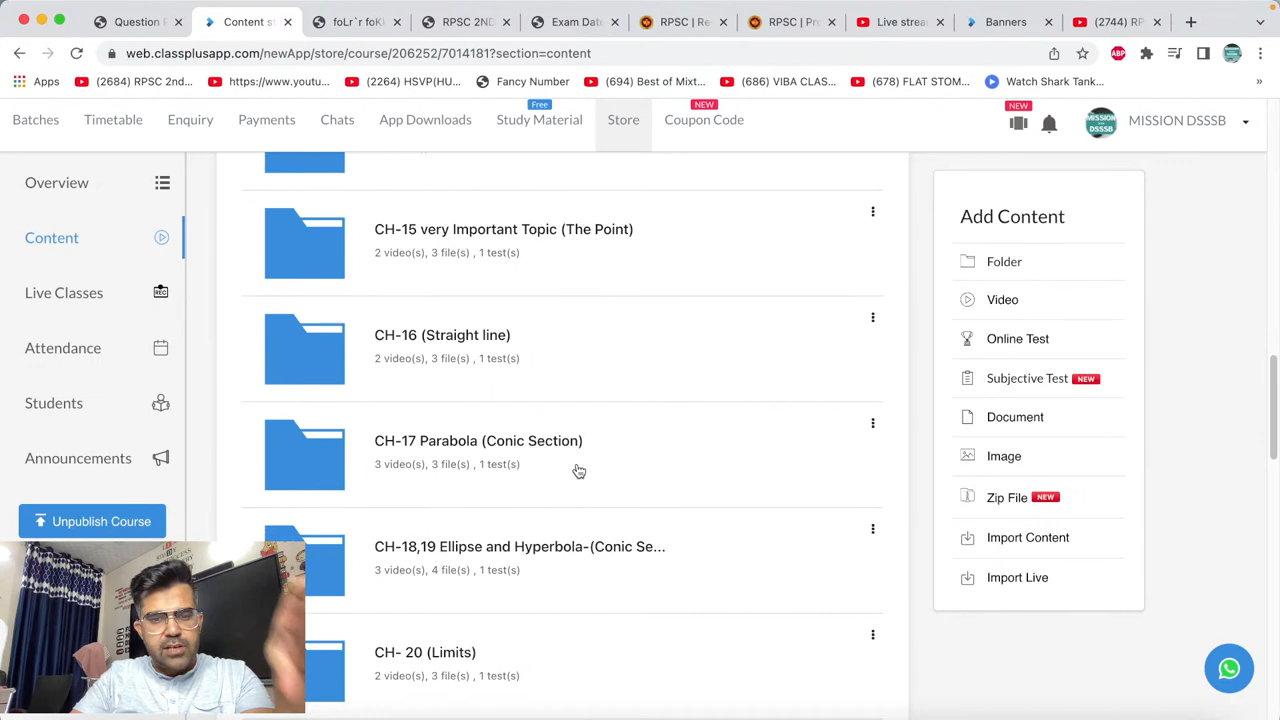 Question F
Content st
foLr`r foKK
RPSC 2ND
Exam Date
RPSC | Re
RPSC | Pre
Live strea
Banners
(2744) RP
web.classplusapp.com/newApp/store/course/206252/7014181?section=content
ABP
Apps
(2684) RPSC 2nd...
https://www.youtu...
(2264) HSVP(HU...
Fancy Number
(694) Best of Mixt...
(686) VIBA CLAS...
(678) FLAT STOM...
Watch Shark Tank...
»
Batches
Timetable
Enquiry
Payments
Chats
App Downloads
Free
Study Material
Store
NEW
Coupon Code
NEW
MISSION DSSSB
Overview
Content
Live Classes
REC
Attendance
Students
Announcements
Unpublish Course
CH-15 very Important Topic (The Point)
2 video(s), 3 file(s) , 1 test(s)
CH-16 (Straight line)
2 video(s), 3 file(s) , 1 test(s)
CH-17 Parabola (Conic Section)
3 video(s), 3 file(s) , 1 test(s)
CH-18,19 Ellipse and Hyperbola-(Conic Se...
3 video(s), 4 file(s) , 1 test(s)
CH- 20 (Limits)
2 video(s), 3 file(s) , 1 test(s)
Add Content
Folder
Video
Online Test
Subjective Test NEW
Document
Image
Zip File NEW
Import Content
Import Live